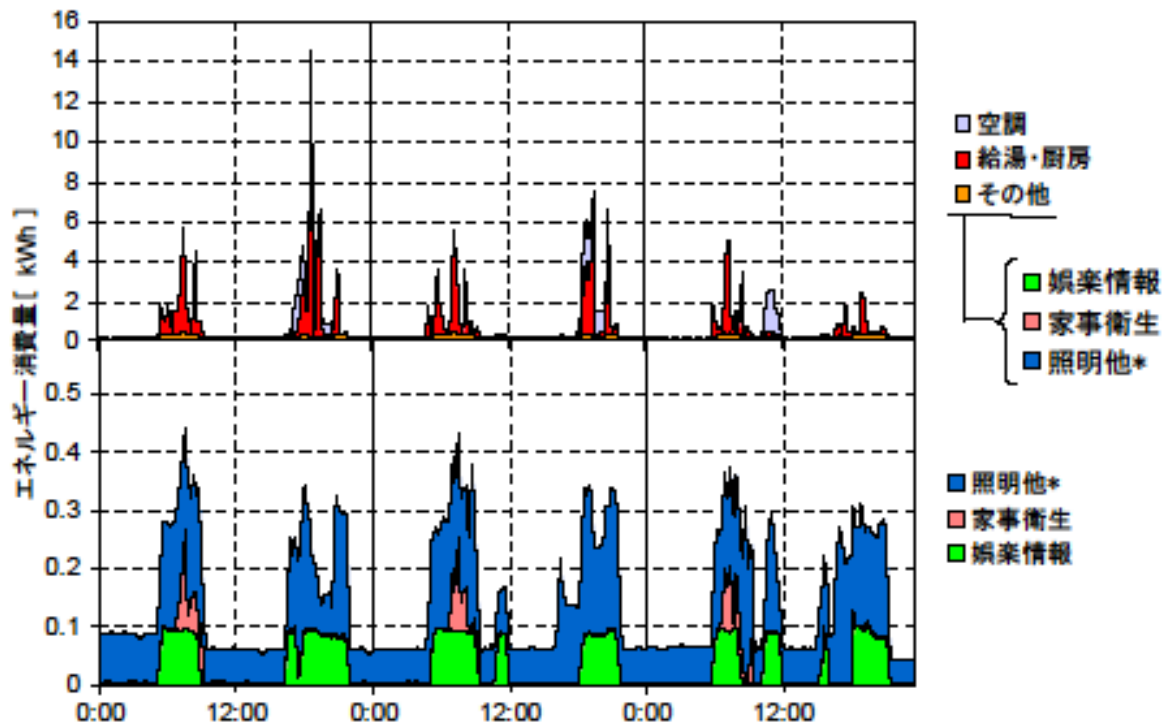 エネルギー消費量[ kWh ]
16
14
12
10
8
6
4
2
0
0.5
0.4
0.3
0.2
0.1
0
0:00
12:00
0:00
12:00
0:00
12:00
空調
給湯・厨房
その他
娯楽情報
家事衛生
照明他*
照明他*
家事衛生
娯楽情報